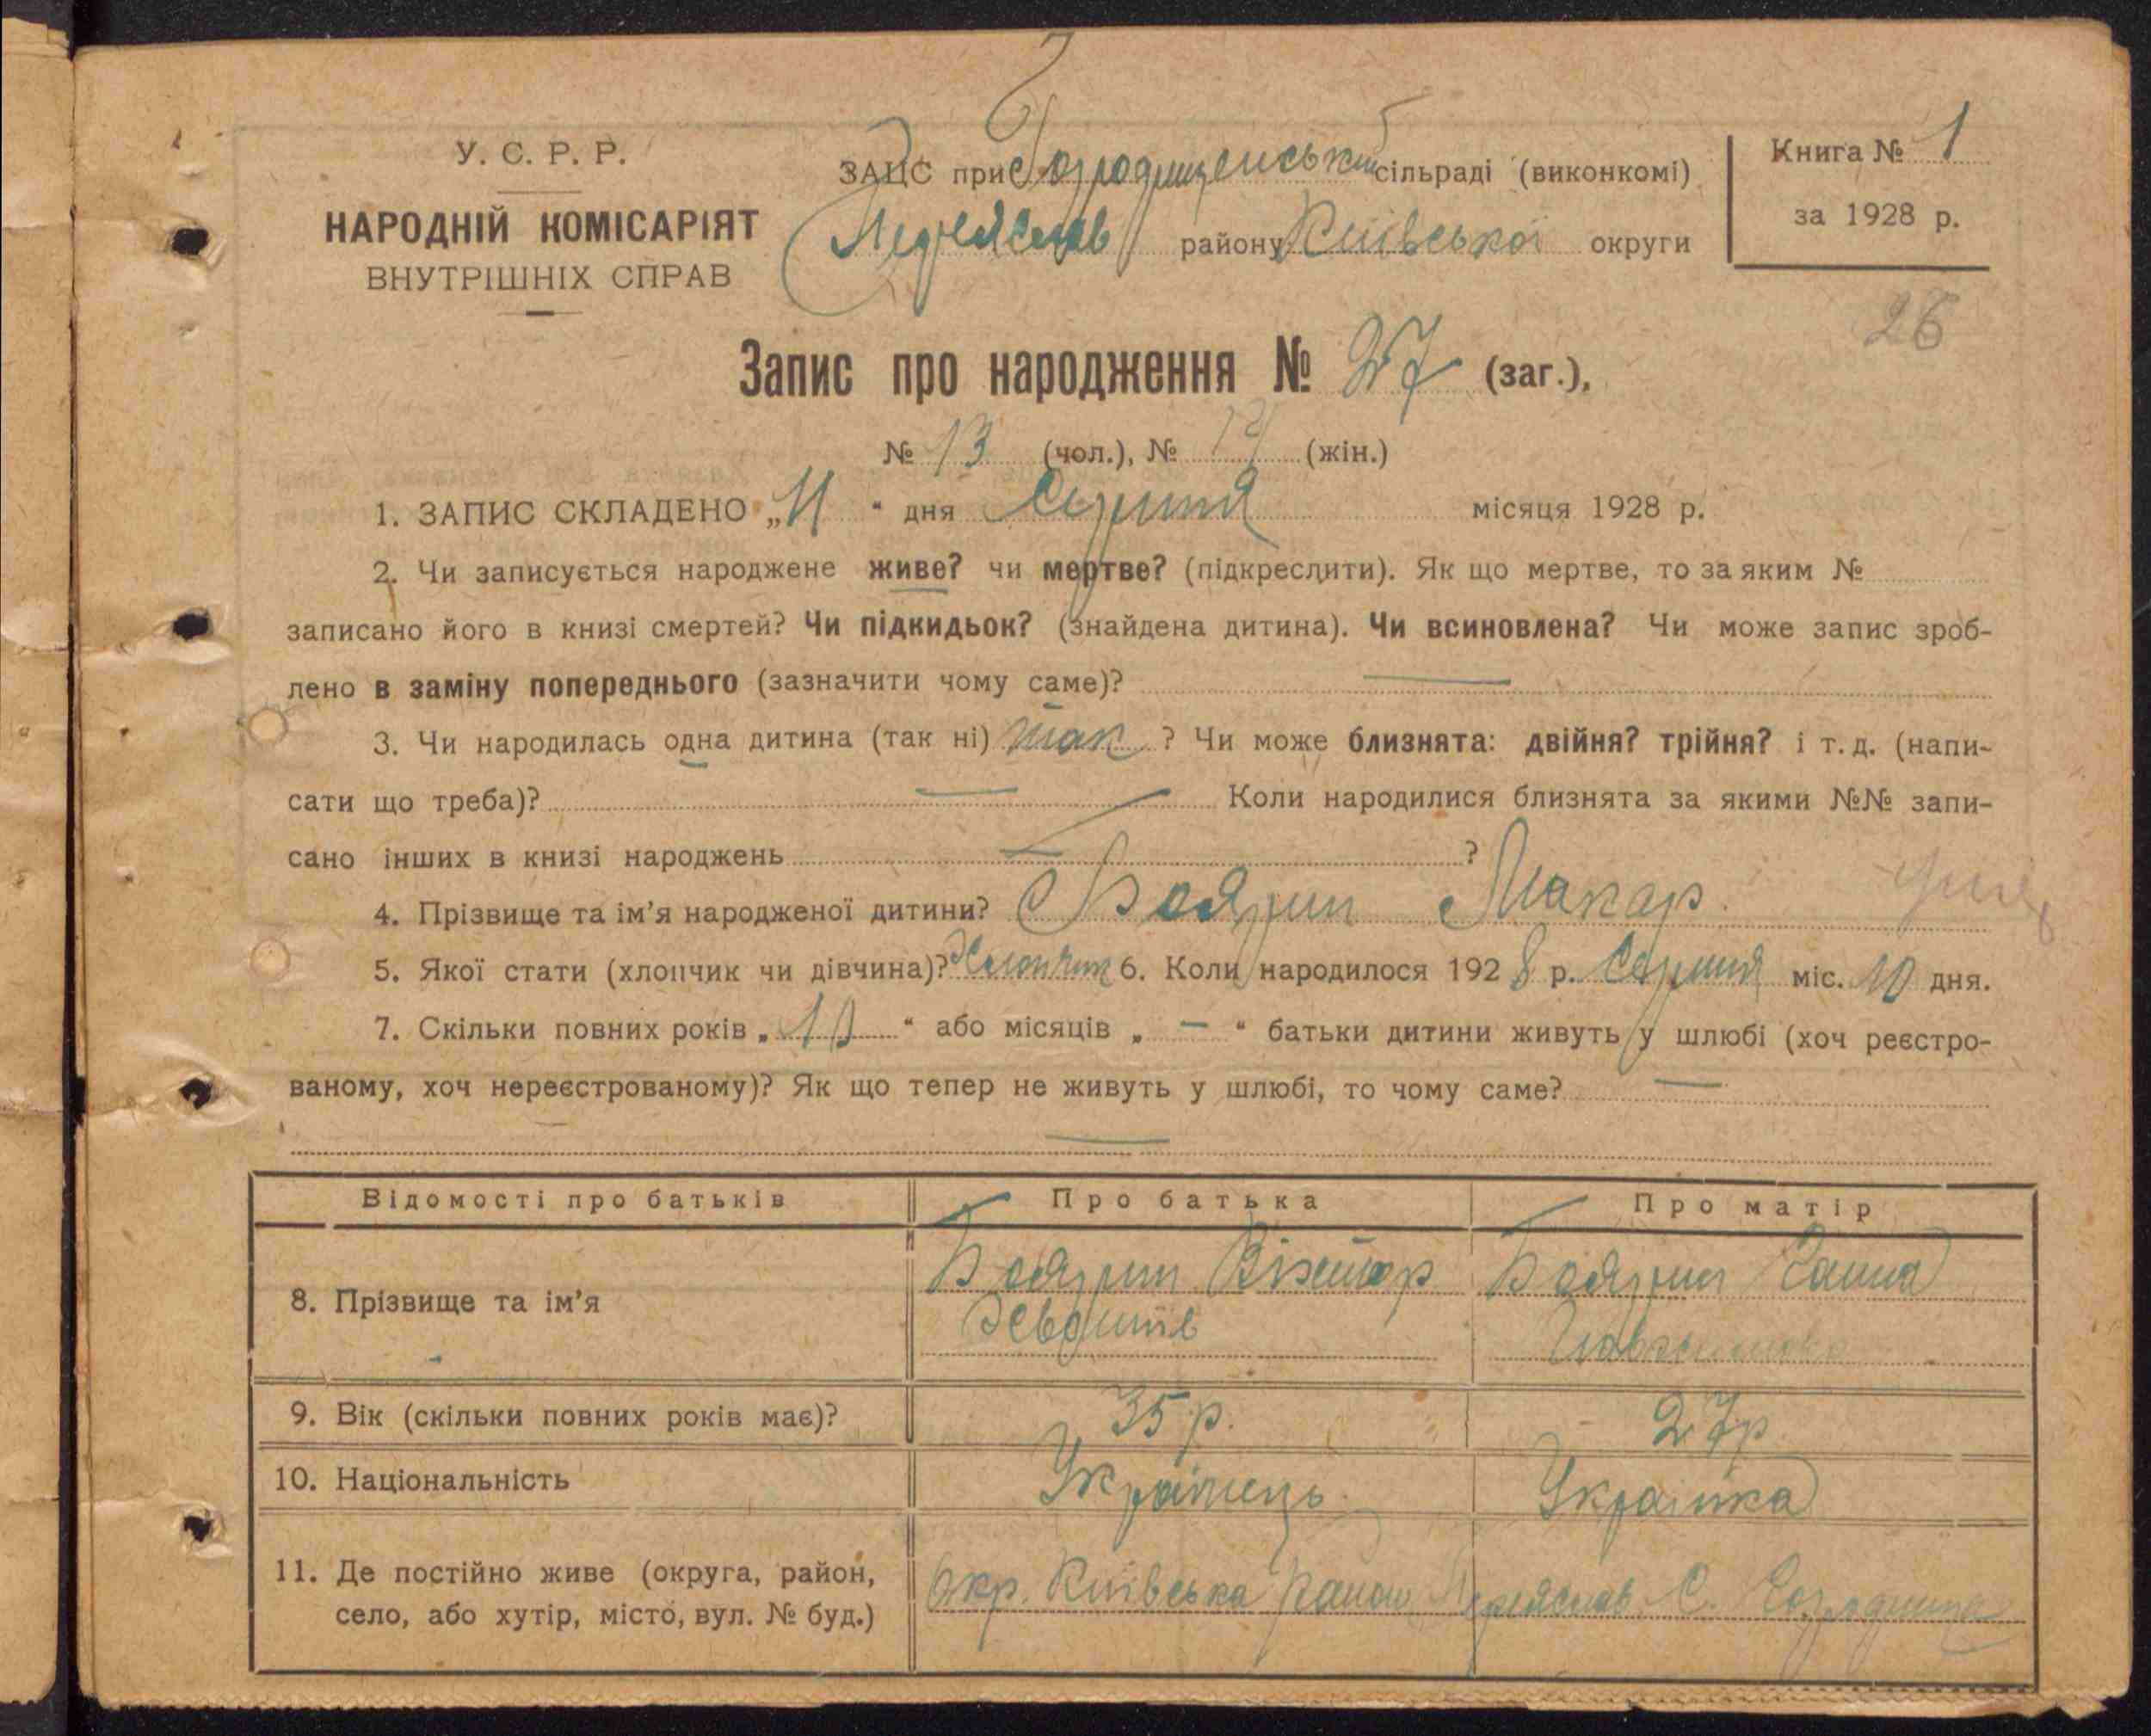 У. С. Р. Р.
НАРОДНІЙ КОМІСАРІЯТ
ВНУТРІШНІХ СПРАВ
ЗАЦС при Городищенській сільраді (виконкомі)
Переяслав району Київської округи
Книга № 1
за 1928 р.
26
Запис про народження № 27 (заг.),
№ 13 (чол.), № 14 (жін.)
1. ЗАПИС СКЛАДЕНО „11“ дня Серпня місяця 1928 р.
2. Чи записується народжене живе? чи мертве? (підкреслити). Як що мертве, то за яким №
записано його в книзі смертей? Чи підкидьок? (знайдена дитина). Чи всиновлена? Чи може запис зроб-
лено в заміну попереднього (зазначити чому саме)? —
3. Чи народилась одна дитина (так ні) так ? Чи може близнята: двійня? трійня? і т. д. (напи-
сати що треба)? — Коли народилися близнята за якими №№ запи-
сано інших в книзі народжень — ?
4. Прізвище та ім’я народженої дитини? Боярин Макар.
5. Якої стати (хлопчик чи дівчина)? Хлопчик 6. Коли народилося 1928 р. Серпня міс. 10 дня.
7. Скільки повних років „10“ або місяців „—“ батьки дитини живуть у шлюбі (хоч реєстро-
ваному, хоч нереєстрованому)? Як що тепер не живуть у шлюбі, то чому саме? —
—
Відомості про батьків Про батька Про матір
8. Прізвище та ім’я Боярин Віктор Боярин Ганна
9. Вік (скільки повних років має)? 35 р. 27 р
10. Національність Українець Українка
11. Де постійно живе (округа, район, Окр. Київська район Переяслав С. Городище
село, або хутір, місто, вул. № буд.)